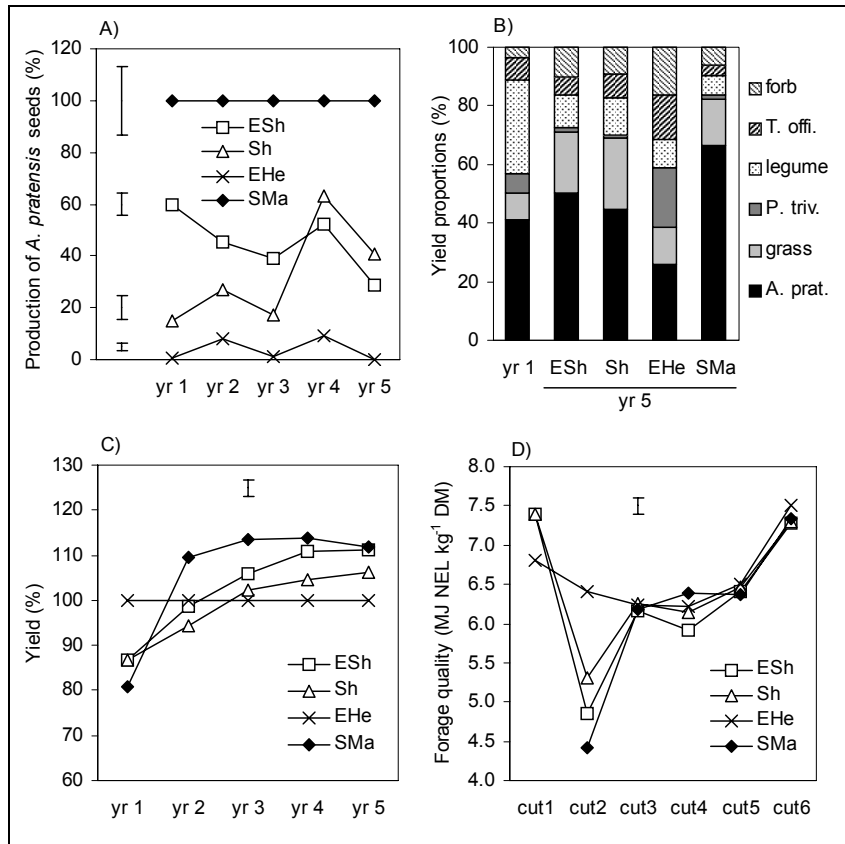 A)
Production of A. pratensis seeds (%)
120
100
80
60
40
20
0
ESh
Sh
EHe
SMa
yr 1 yr 2 yr 3 yr 4 yr 5
B)
Yield proportions (%)
100
80
60
40
20
0
forb
T. offi.
legume
P. triv.
grass
A. prat.
yr 1 ESh Sh EHe SMa
yr 5
C)
Yield (%)
130
120
110
100
90
80
70
60
ESh
Sh
EHe
SMa
yr 1 yr 2 yr 3 yr 4 yr 5
D)
Forage quality (MJ NEL kg-1 DM)
8.0
7.5
7.0
6.5
6.0
5.5
5.0
4.5
4.0
ESh
Sh
EHe
SMa
cut1 cut2 cut3 cut4 cut5 cut6